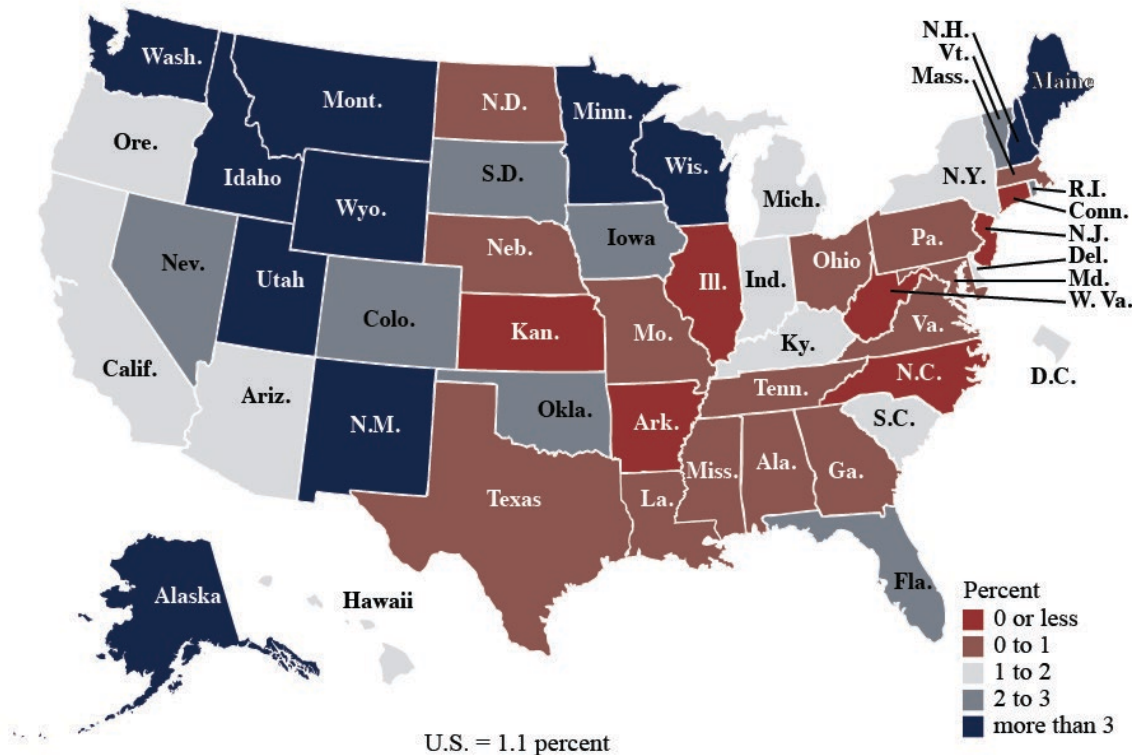 N.H.
Vt.
Mass.
Wash.
Mont.
N.D.
Minn.
Maine
Ore.
Idaho
S.D.
Wis.
N.Y.
Mich.
R.I.
Conn.
N.J.
Del.
Md.
W. Va.
Wyo.
Neb.
Iowa
Pa.
Ohio
Nev.
Utah
Colo.
Ill.
Ind.
Kan.
Mo.
Ky.
Va.
Calif.
Ariz.
N.M.
Okla.
Ark.
Tenn.
N.C.
D.C.
S.C.
Texas
La.
Miss.
Ala.
Ga.
Fla.
Alaska
Hawaii
Percent
0 or less
0 to 1
1 to 2
2 to 3
more than 3
U.S. = 1.1 percent